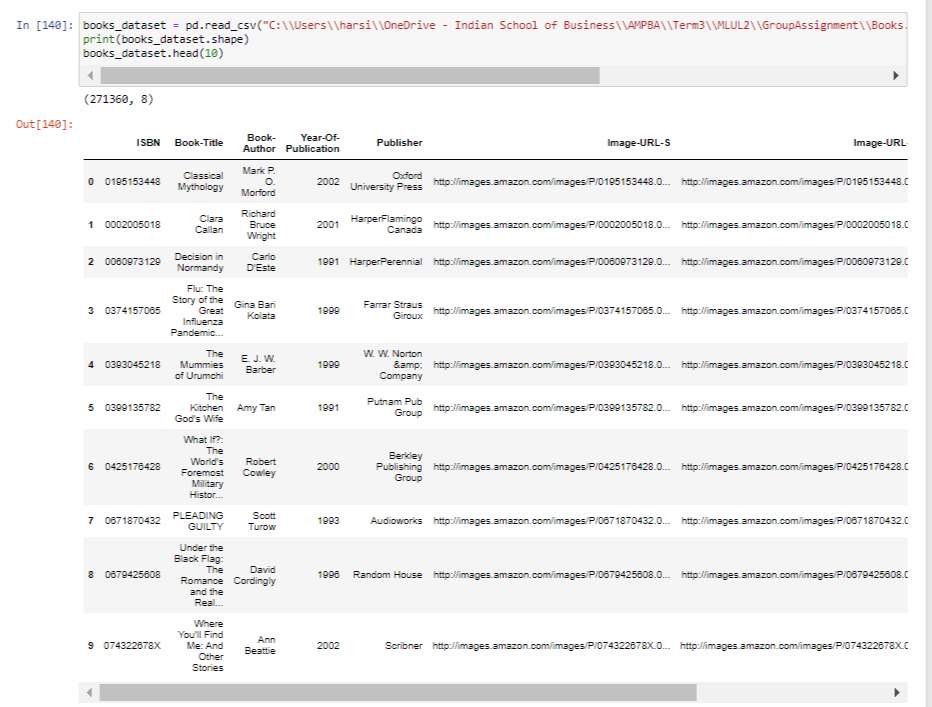 In [140]: books_dataset = pd.read_csv("C:\\Users\\harsi\\OneDrive - Indian School of Business\\AMPBA\\Term3\\MLUL2\\GroupAssignment\\Books.
print(books_dataset.shape)
books_dataset.head(10)
(271360, 8)
Out[140]:
ISBN Book-Title Book-Author Year-Of-Publication Publisher Image-URL-S Image-URL-
0 0195153448 Classical Mythology Mark P. O. Morford 2002 Oxford University Press http://images.amazon.com/images/P/0195153448.0... http://images.amazon.com/images/P/0195153448.0
1 0002005018 Clara Callan Richard Bruce Wright 2001 HarperFlamingo Canada http://images.amazon.com/images/P/0002005018.0... http://images.amazon.com/images/P/0002005018.0
2 0060973129 Decision in Normandy Carlo D'Este 1991 HarperPerennial http://images.amazon.com/images/P/0060973129.0... http://images.amazon.com/images/P/0060973129.0
3 0374157065 Flu: The Story of the Great Influenza Pandemic... Gina Bari Kolata 1999 Farrar Straus Giroux http://images.amazon.com/images/P/0374157065.0... http://images.amazon.com/images/P/0374157065.0
4 0393045218 The Mummies of Urumchi E. J. W. Barber 1999 W. W. Norton &amp; Company http://images.amazon.com/images/P/0393045218.0... http://images.amazon.com/images/P/0393045218.0
5 0399135782 The Kitchen God's Wife Amy Tan 1991 Putnam Pub Group http://images.amazon.com/images/P/0399135782.0... http://images.amazon.com/images/P/0399135782.0
6 0425176428 What If?: The World's Foremost Military Histor... Robert Cowley 2000 Berkley Publishing Group http://images.amazon.com/images/P/0425176428.0... http://images.amazon.com/images/P/0425176428.0
7 0671870432 PLEADING GUILTY Scott Turow 1993 Audioworks http://images.amazon.com/images/P/0671870432.0... http://images.amazon.com/images/P/0671870432.0
8 0679425608 Under the Black Flag: The Romance and the Real... David Cordingly 1996 Random House http://images.amazon.com/images/P/0679425608.0... http://images.amazon.com/images/P/0679425608.0
9 074322678X Where You'll Find Me: And Other Stories Ann Beattie 2002 Scribner http://images.amazon.com/images/P/074322678X.0... http://images.amazon.com/images/P/074322678X.0